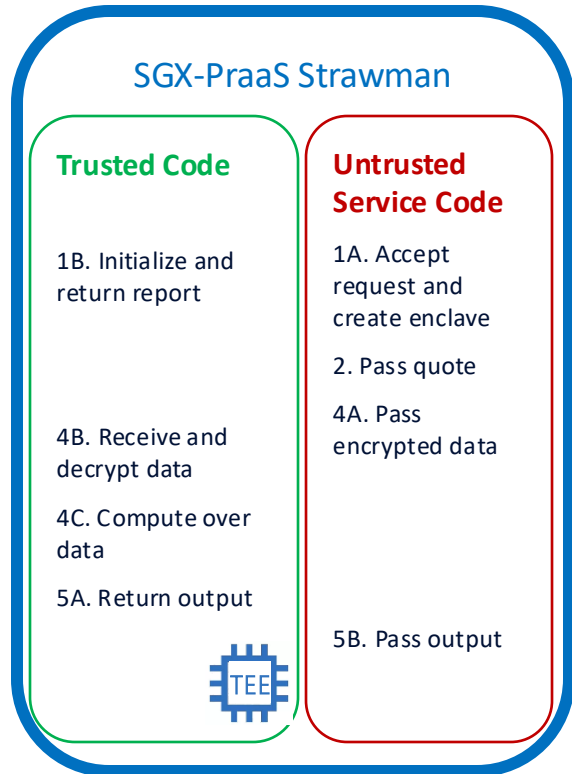 SGX-PraaS Strawman
Trusted Code
1B. Initialize and
return report
4B. Receive and
decrypt data
4C. Compute over
data
5A. Return output
TEE
Untrusted
Service Code
1A. Accept
request and
create enclave
2. Pass quote
4A. Pass
encrypted data
5B. Pass output